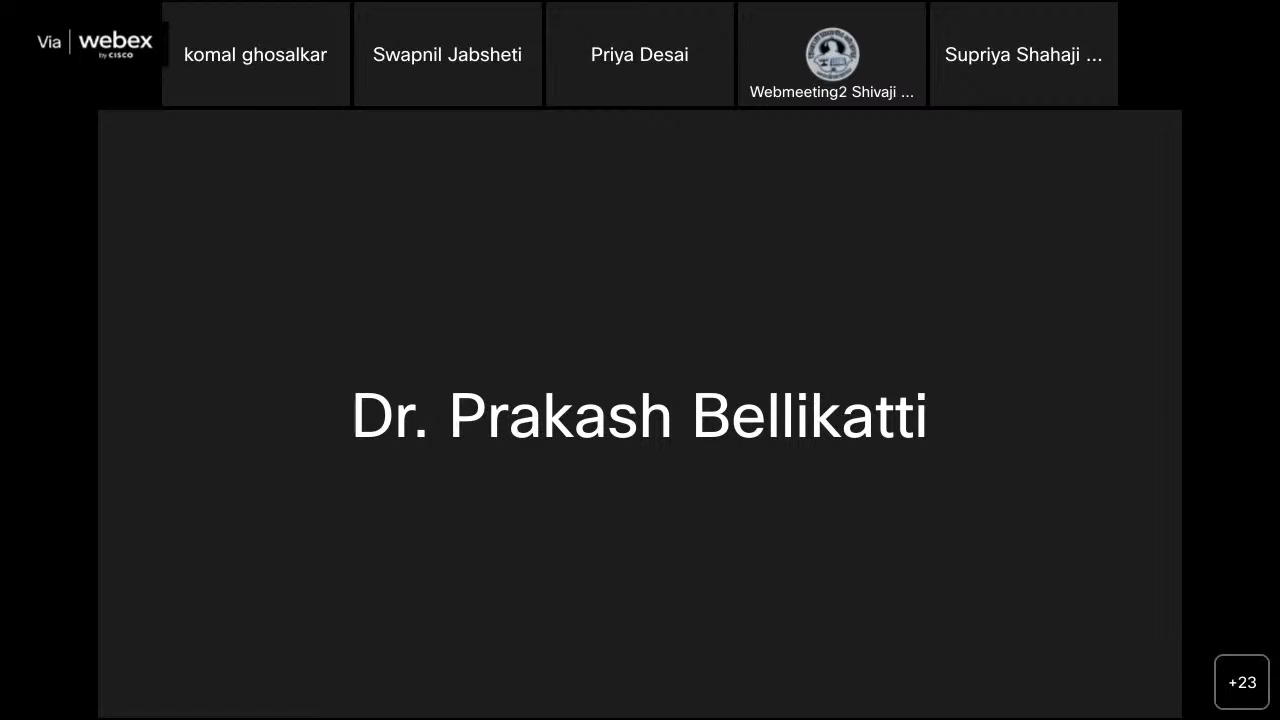 Via webex
by CISCO
komal ghosalkar
Swapnil Jabsheti
Priya Desai
Webmeeting2 Shivaji ...
Supriya Shahaji ...
Dr. Prakash Bellikatti
+23